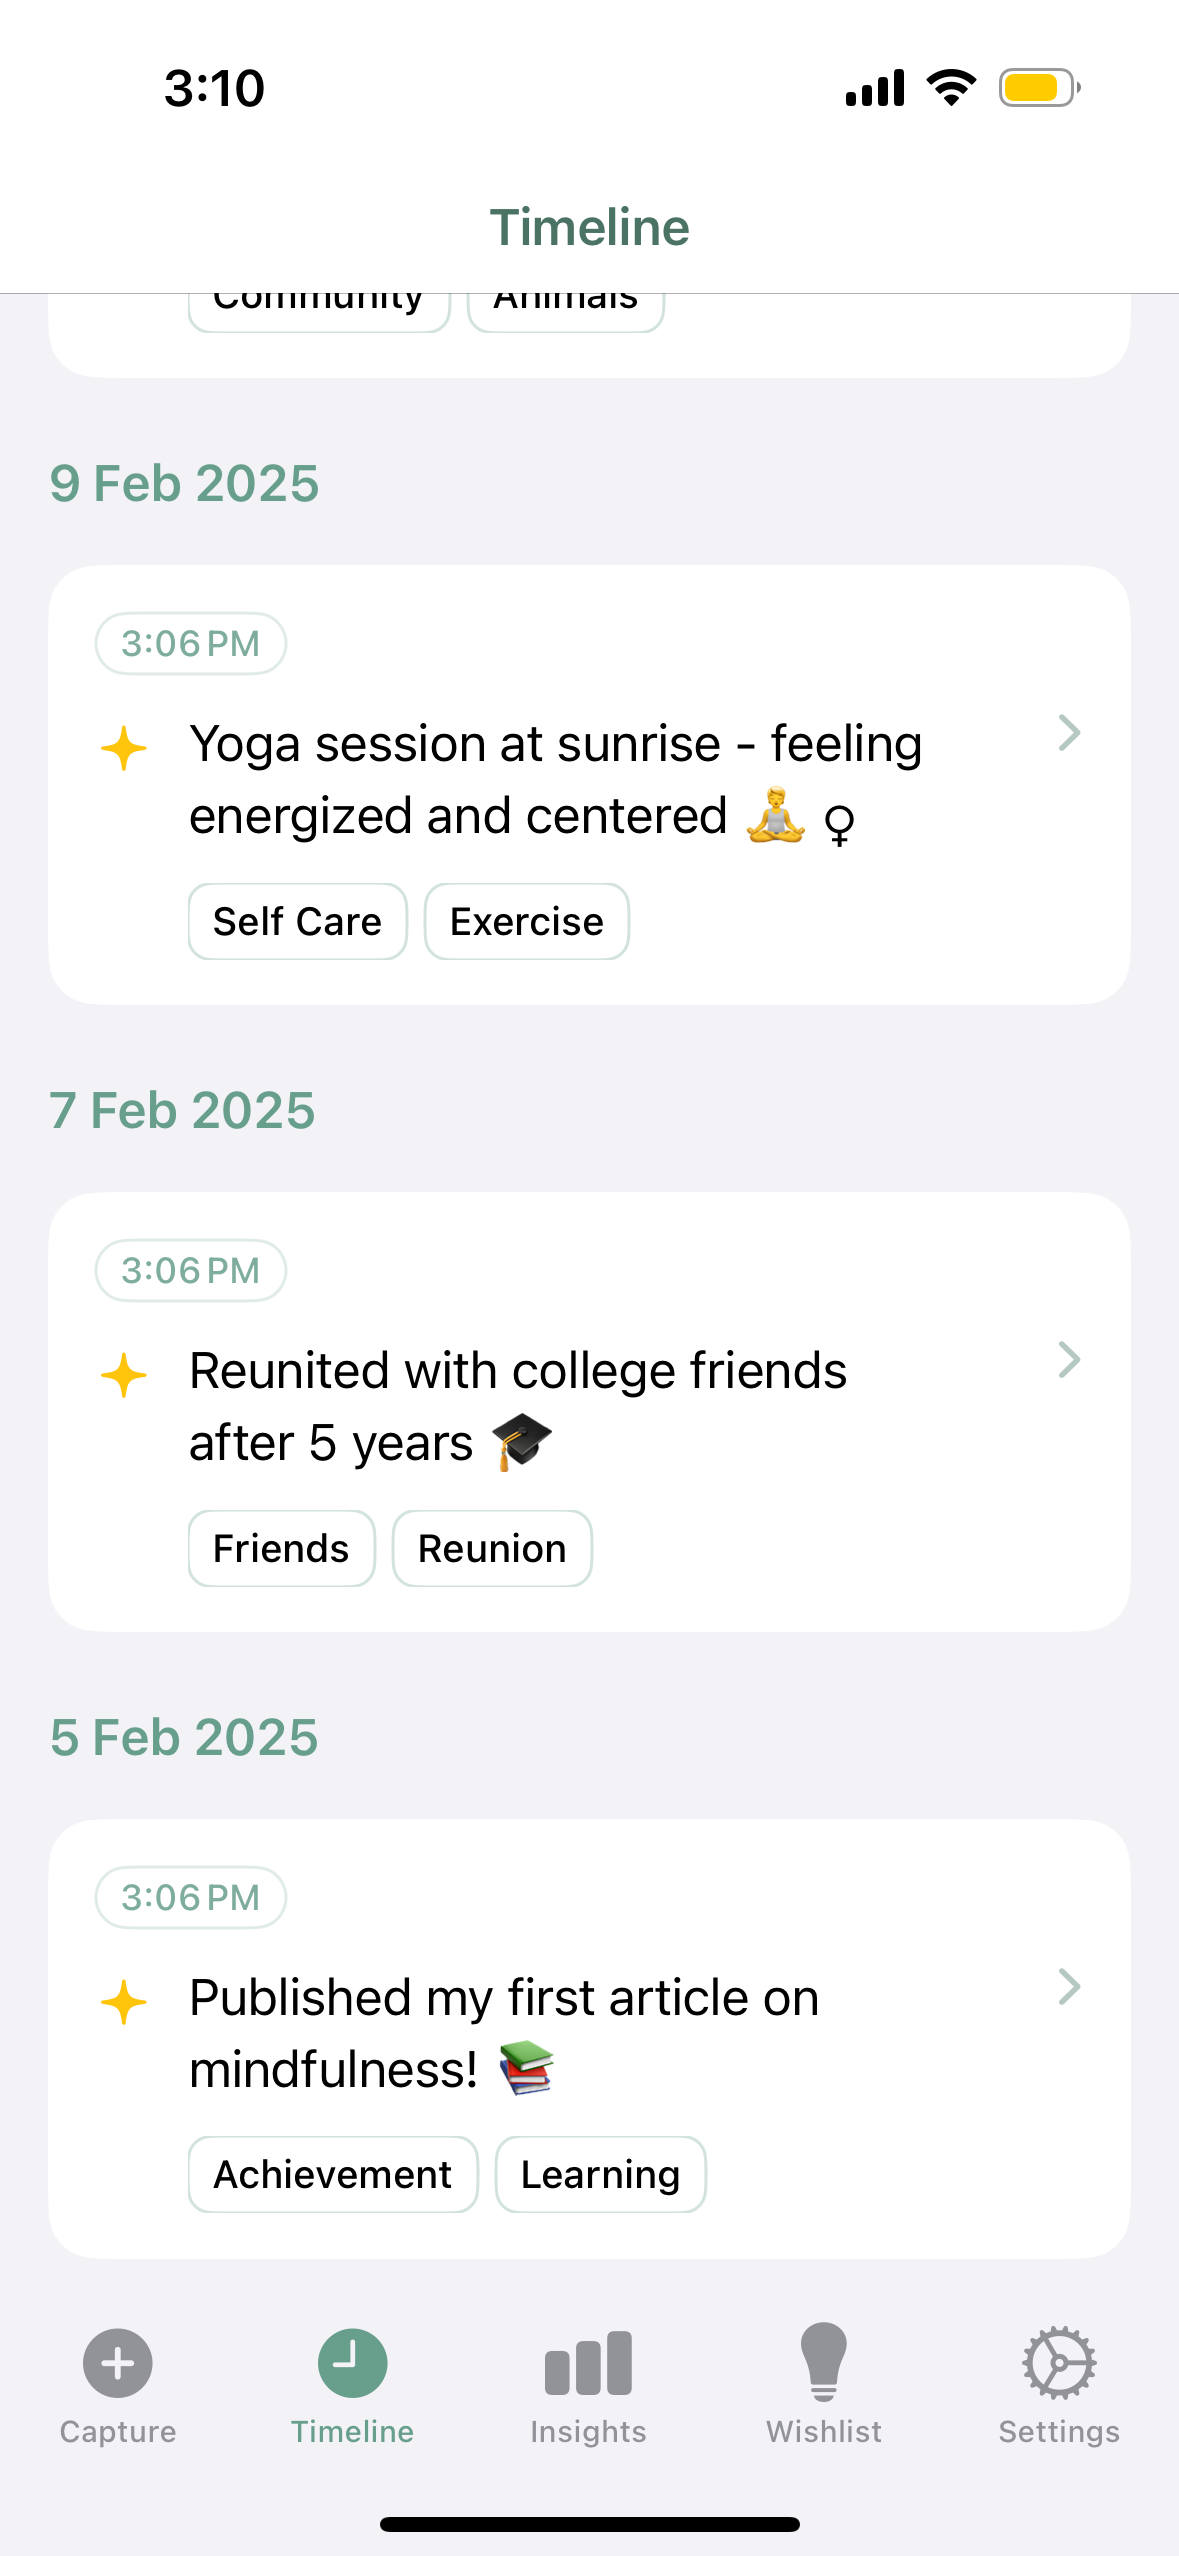 3:10
Timeline
Community Animals
9 Feb 2025
3:06 PM
Yoga session at sunrise - feeling
energized and centered 🧘 ♀
Self Care Exercise
7 Feb 2025
3:06 PM
Reunited with college friends
after 5 years 🎓
Friends Reunion
5 Feb 2025
3:06 PM
Published my first article on
mindfulness! 📚
Achievement Learning
Capture Timeline Insights Wishlist Settings